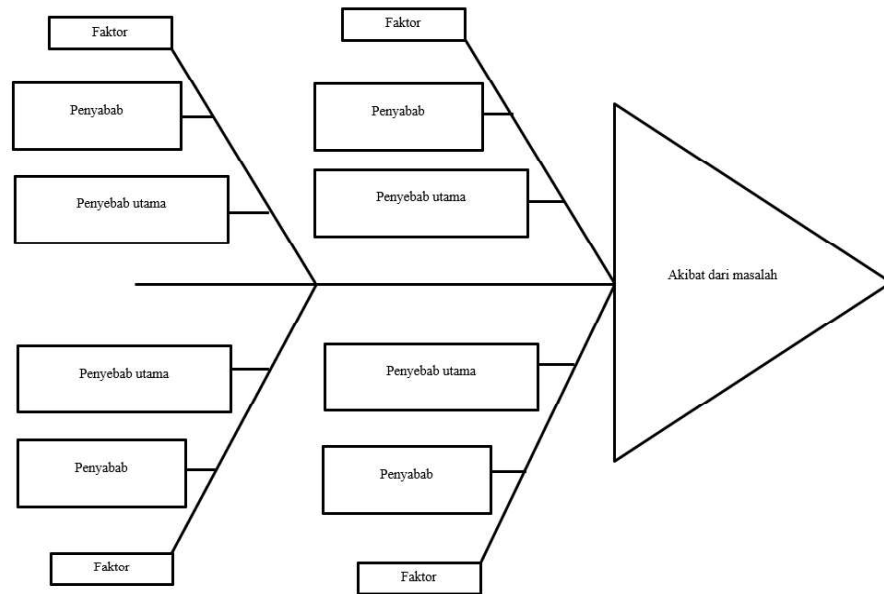 Faktor
Faktor
Penyabab
Penyabab
Penyebab utama
Penyebab utama
Akibat dari masalah
Penyebab utama
Penyebab utama
Penyabab
Penyabab
Faktor
Faktor